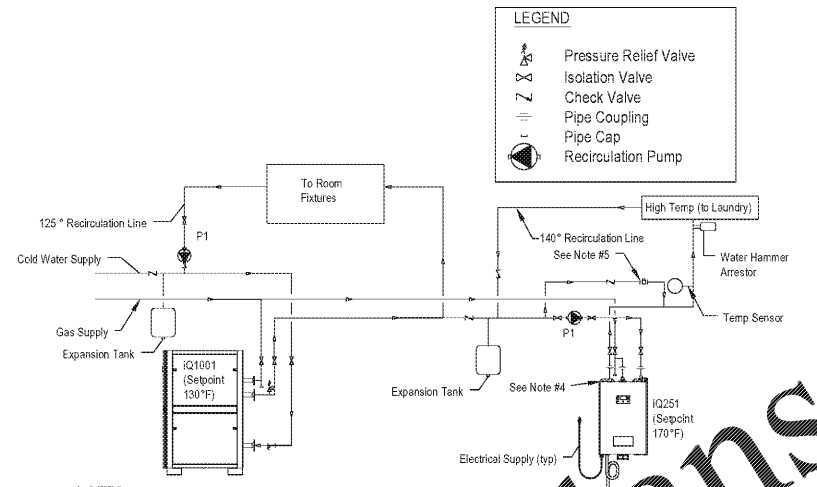 LEGEND
Pressure Relief Valve
Isolation Valve
Check Valve
Pipe Coupling
Pipe Cap
Recirculation Pump
To Room
Fixtures
High Temp (to Laundry)
125° Recirculation Line
P1
140° Recirculation Line
See Note #5
Water Hammer
Arrestor
Cold Water Supply
Gas Supply
Temp Sensor
P1
Expansion Tank
iQ1001
(Setpoint
130°F)
Expansion Tank
See Note #4
iQ251
(Setpoint
170°F)
Electrical Supply (typ)
ons